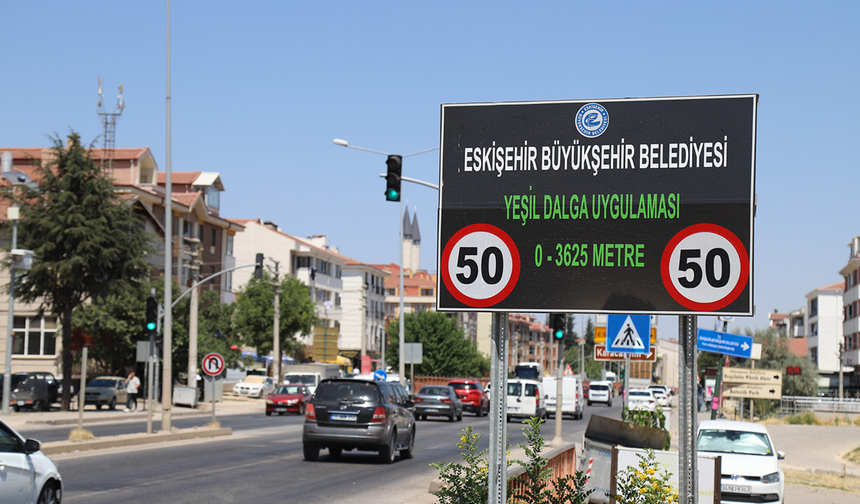 ESKİŞEHİR BÜYÜKŞEHİR BELEDİYESİ
YEŞİL DALGA UYGULAMASI
0 - 3625 METRE
50
50